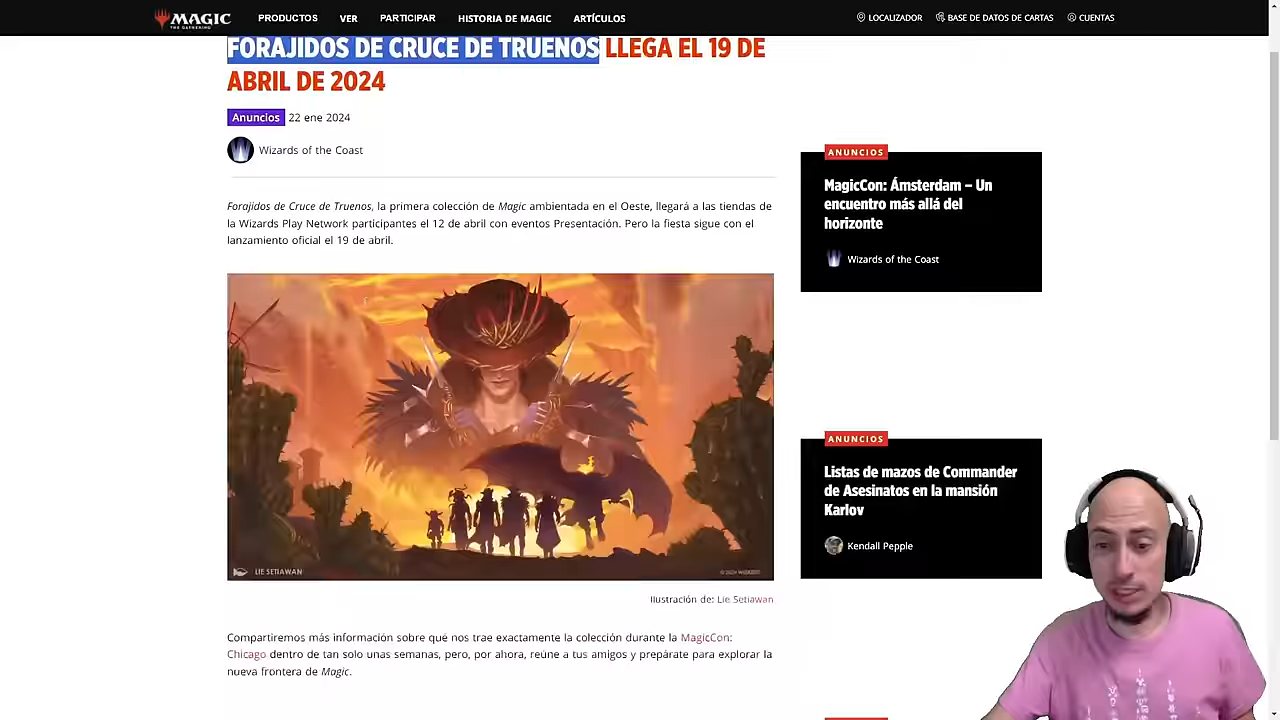 MAGIC
THE GATHERING
PRODUCTOS
VER
PARTICIPAR
HISTORIA DE MAGIC
ARTÍCULOS
LOCALIZADOR
BASE DE DATOS DE CARTAS
CUENTAS
FORAJIDOS DE CRUCE DE TRUENOS LLEGA EL 19 DE
ABRIL DE 2024
Anuncios 22 ene 2024
Wizards of the Coast
Forajidos de Cruce de Truenos, la primera colección de Magic ambientada en el Oeste, llegará a las tiendas de
la Wizards Play Network participantes el 12 de abril con eventos Presentación. Pero la fiesta sigue con el
lanzamiento oficial el 19 de abril.
LIE SETIAWAN
© 2024 WIZARDS
Ilustración de: Lie Setiawan
Compartiremos más información sobre qué nos trae exactamente la colección durante la MagicCon:
Chicago dentro de tan solo unas semanas, pero, por ahora, reúne a tus amigos y prepárate para explorar la
nueva frontera de Magic.
ANUNCIOS
MagicCon: Ámsterdam – Un
encuentro más allá del
horizonte
Wizards of the Coast
ANUNCIOS
Listas de mazos de Commander
de Asesinatos en la mansión
Karlov
Kendall Pepple